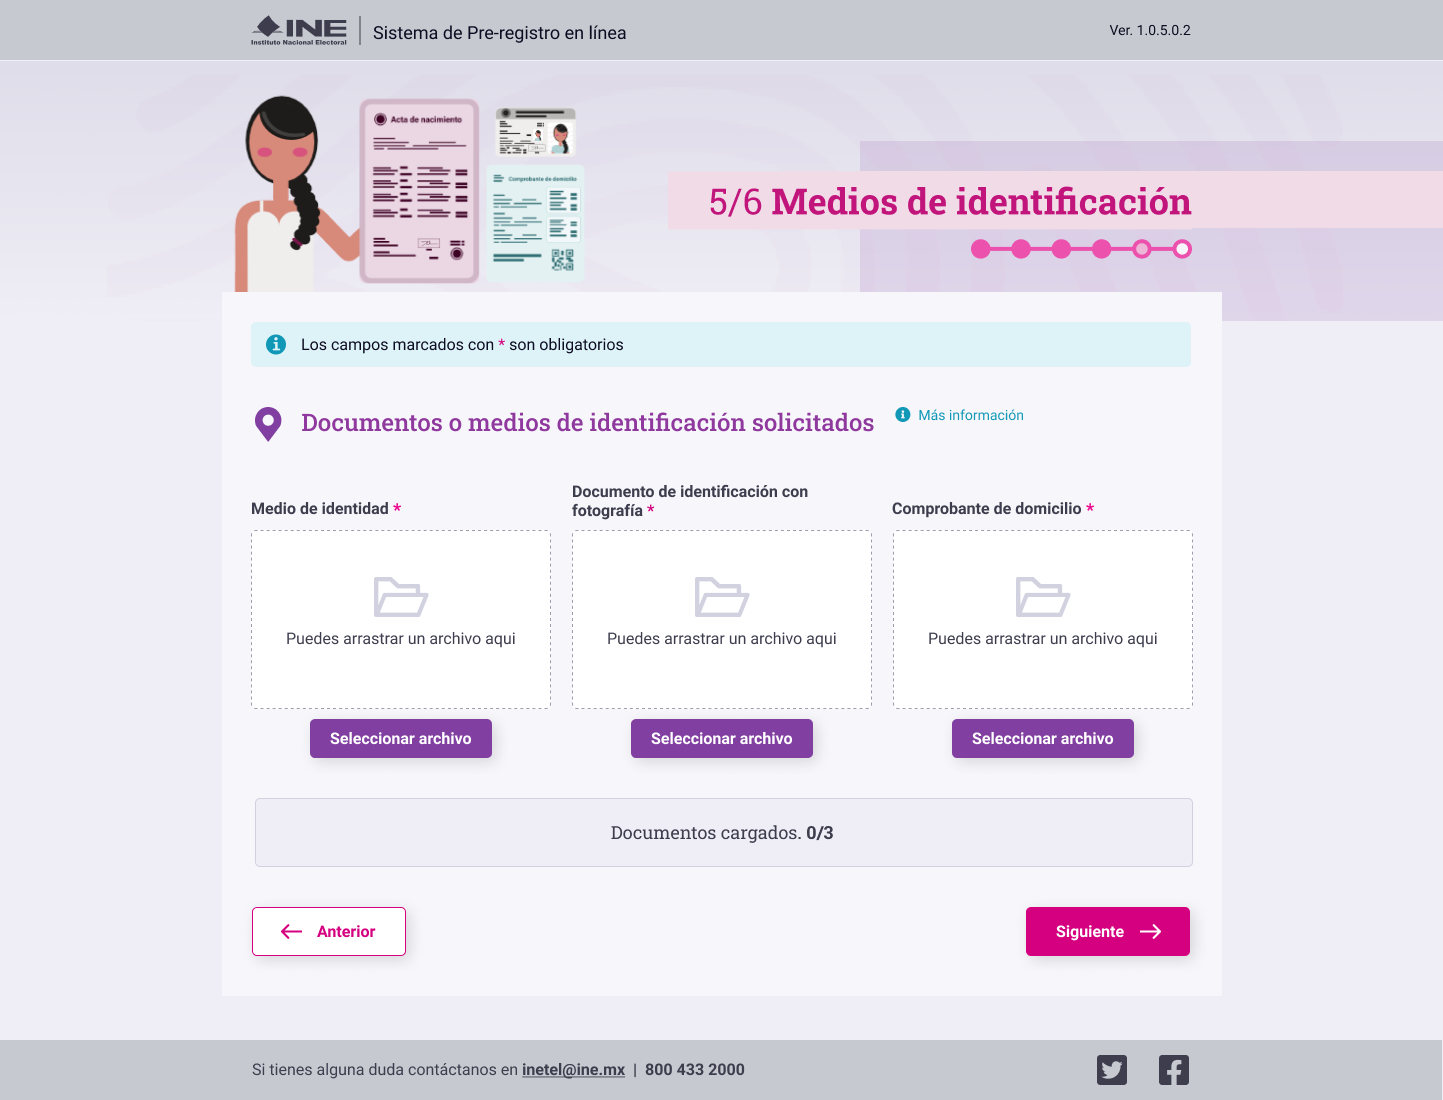 INE
Instituto Nacional Electoral
Sistema de Pre-registro en línea
Ver. 1.0.5.0.2
Acta de nacimiento
Comprobante de domicilio
5/6 Medios de identificación
Los campos marcados con * son obligatorios
Documentos o medios de identificación solicitados
Más información
Medio de identidad *
Documento de identificación con
fotografía *
Comprobante de domicilio *
Puedes arrastrar un archivo aqui
Puedes arrastrar un archivo aqui
Puedes arrastrar un archivo aqui
Seleccionar archivo
Seleccionar archivo
Seleccionar archivo
Documentos cargados. 0/3
Anterior
Siguiente
Si tienes alguna duda contáctanos en inetel@ine.mx | 800 433 2000